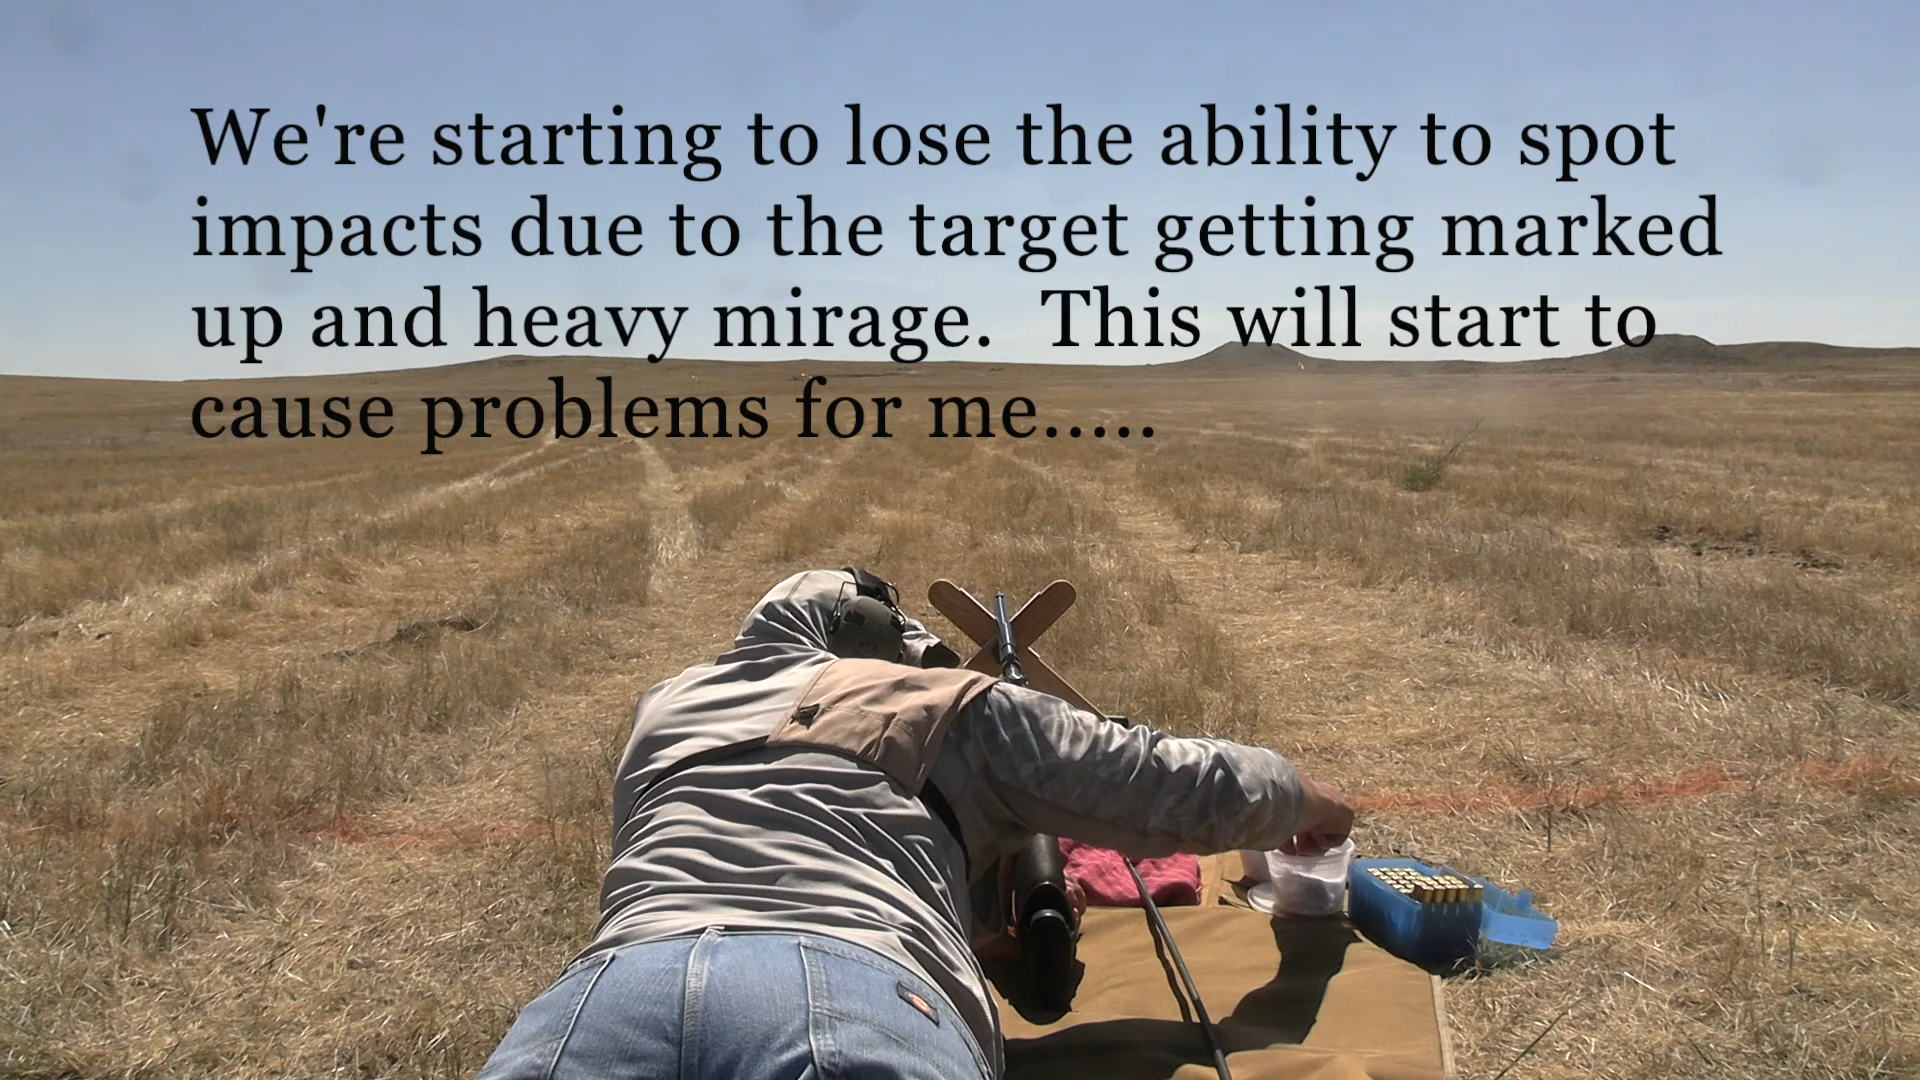 We're starting to lose the ability to spot
impacts due to the target getting marked
up and heavy mirage.  This will start to
cause problems for me.....